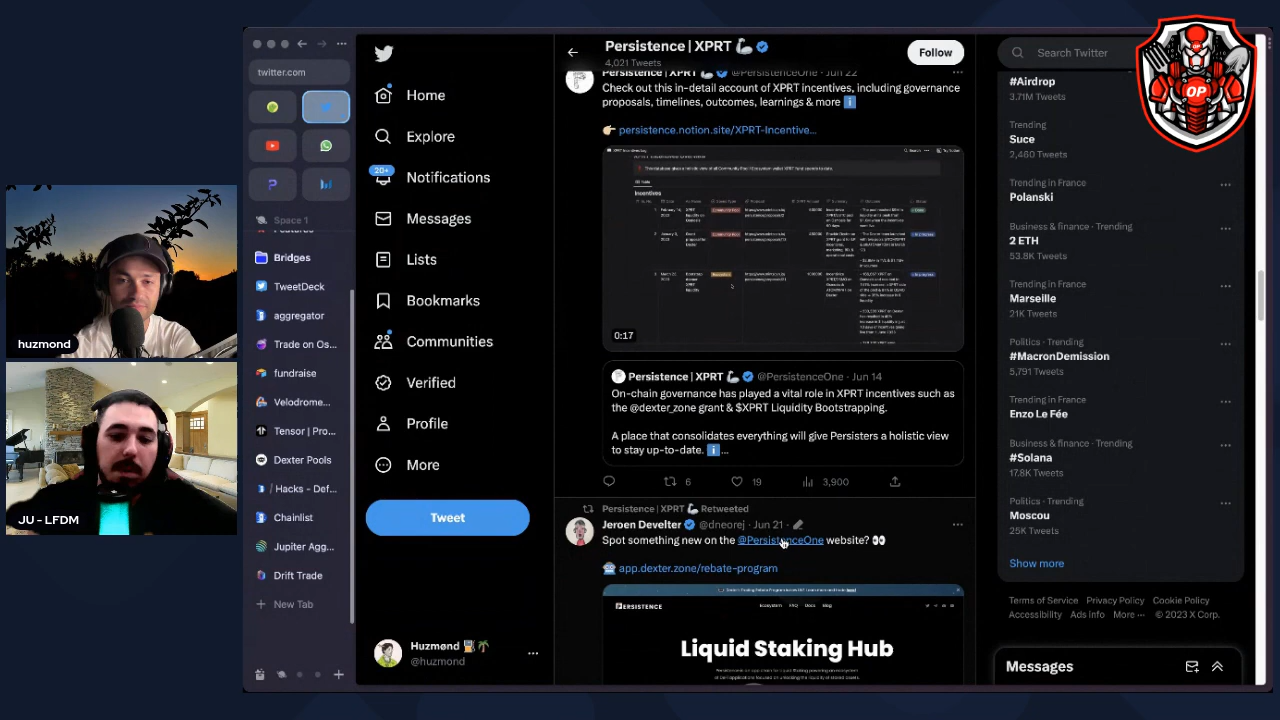 huzmond
JU - LFDM
twitter.com
Space 1
Bridges
TweetDeck
aggregator
Trade on Os...
fundraise
Velodrome...
Tensor | Pro...
Dexter Pools
/ Hacks - Def...
Chainlist
Jupiter Agg...
Drift Trade
New Tab
Home
Explore
20+
Notifications
Messages
Lists
Bookmarks
Communities
Verified
Profile
More
Tweet
Huzmønd
@huzmond
Persistence | XPRT
4,021 Tweets
Follow
Persistence | XPRT @PersistenceOne · Jun 22
Check out this in-detail account of XPRT incentives, including governance
proposals, timelines, outcomes, learnings & more
persistence.notion.site/XPRT-Incentive...
Incentives
0:17
Persistence | XPRT @PersistenceOne · Jun 14
On-chain governance has played a vital role in XPRT incentives such as
the @dexter_zone grant & $XPRT Liquidity Bootstrapping.
A place that consolidates everything will give Persisters a holistic view
to stay up-to-date. ...
6
19
3,900
Persistence | XPRT Retweeted
Jeroen Develter @dneorej · Jun 21
Spot something new on the @PersistenceOne website?
app.dexter.zone/rebate-program
PERSISTENCE
Ecosystem FAQ Docs Blog
Liquid Staking Hub
Search Twitter
#Airdrop
3.71M Tweets
Trending
Suce
2,460 Tweets
Trending in France
Polanski
Business & finance · Trending
2 ETH
53.8K Tweets
Trending in France
Marseille
21K Tweets
Politics · Trending
#MacronDemission
5,791 Tweets
Trending in France
Enzo Le Fée
Business & finance · Trending
#Solana
17.8K Tweets
Politics · Trending
Moscou
25K Tweets
Show more
Terms of Service Privacy Policy Cookie Policy
Accessibility Ads info More ··· © 2023 X Corp.
Messages
OP
OP